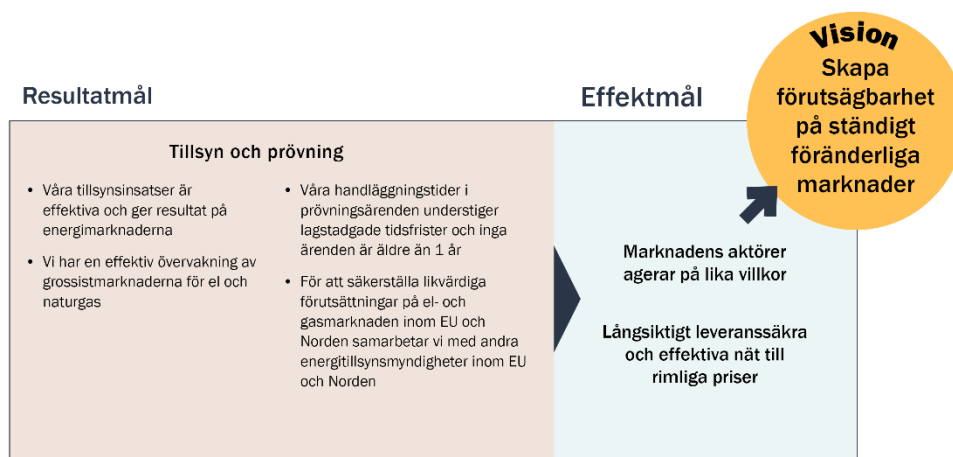 Vision
Skapa
förutsägbarhet
på ständigt
föränderliga
marknader
Resultatmål
Effektmål
Tillsyn och prövning
• Våra tillsynsinsatser är
effektiva och ger resultat på
energimarknaderna
• Vi har en effektiv övervakning av
grossistmarknaderna för el och
naturgas
• Våra handläggningstider i
prövningsärenden understiger
lagstadgade tidsfrister och inga
ärenden är äldre än 1 år
• För att säkerställa likvärdiga
förutsättningar på el- och
gasmarknaden inom EU och
Norden samarbetar vi med andra
energitillsynsmyndigheter inom EU
och Norden
Marknadens aktörer
agerar på lika villkor
Långsiktigt leveranssäkra
och effektiva nät till
rimliga priser